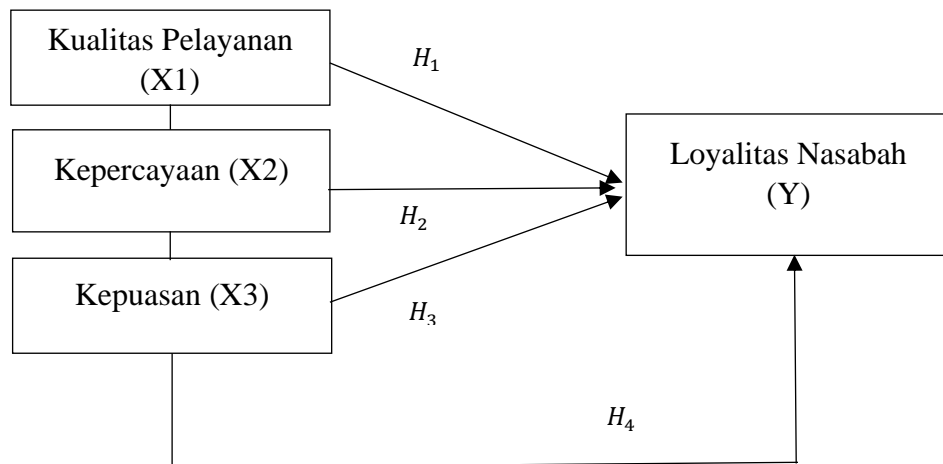 Kualitas Pelayanan
(X1)
H₁
Kepercayaan (X2)
Loyalitas Nasabah
(Y)
H₂
Kepuasan (X3)
H₃
H₄